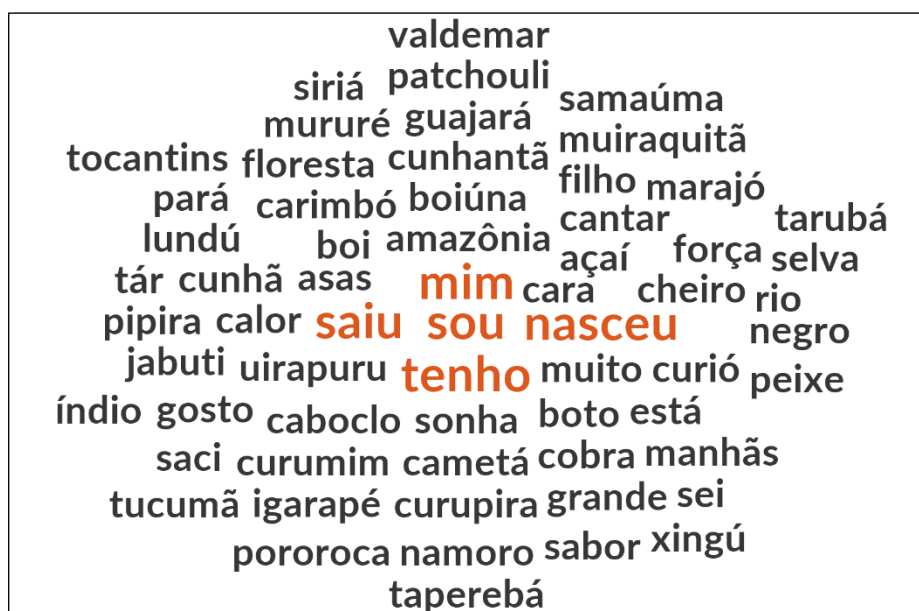 valdemar
siriá patchouli samaúma
mururé guajará muiraquitã
tocantins floresta cunhantã filho marajó
pará carimbó boiúna cantar tarubá
lundú boi amazônia açaí força selva
tár cunhã asas mim cara cheiro rio
pipira calor saiu sou nasceu negro
jabuti uirapuru tenho muito curió peixe
índio gosto caboclo sonha boto está
saci curumim cametá cobra manhãs
tucumã igarapé curupira grande sei
pororoca namoro sabor xingú
taperebá